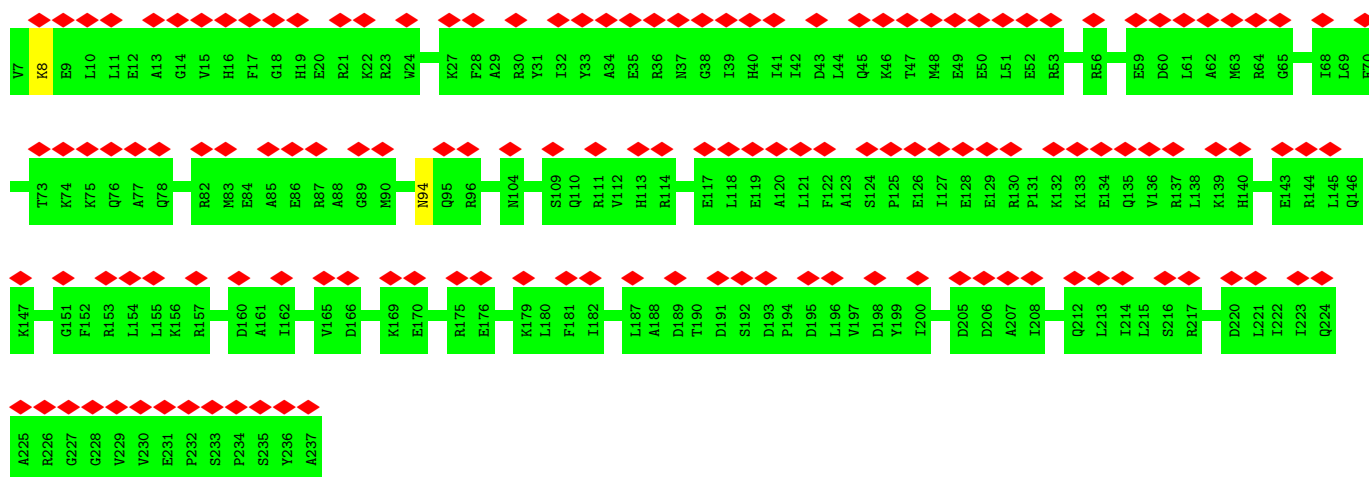 V7 K8 E9 L10 L11 E12 A13 G14 V15 H16 F17 G18 H19 E20 R21 K22 R23 W24 K27 F28 A29 R30 Y31 I32 Y33 A34 E35 R36 N37 G38 I39 H40 I41 I42 D43 L44 Q45 K46 T47 M48 E49 E50 L51 E52 R53 R56 E59 D60 L61 A62 M63 R64 G65 I68 L69 F70
T73 K74 K75 Q76 A77 Q78 R82 M83 E84 A85 E86 R87 A88 G89 M90 N94 Q95 R96 N104 S109 Q110 R111 V112 H113 R114 E117 L118 E119 A120 L121 F122 A123 S124 P125 E126 I127 E128 E129 R130 P131 K132 K133 E134 Q135 V136 R137 L138 K139 H140 E143 R144 L145 Q146
K147 G151 F152 R153 L154 L155 K156 R157 D160 A161 I162 V165 D166 K169 E170 R175 E176 K179 L180 F181 I182 L187 A188 D189 T190 D191 S192 D193 P194 D195 L196 V197 D198 Y199 I200 D205 D206 A207 I208 Q212 L213 I214 L215 S216 R217 D220 L221 I222 I223 Q224
A225 R226 G227 G228 V229 V230 E231 P232 S233 P234 S235 Y236 A237